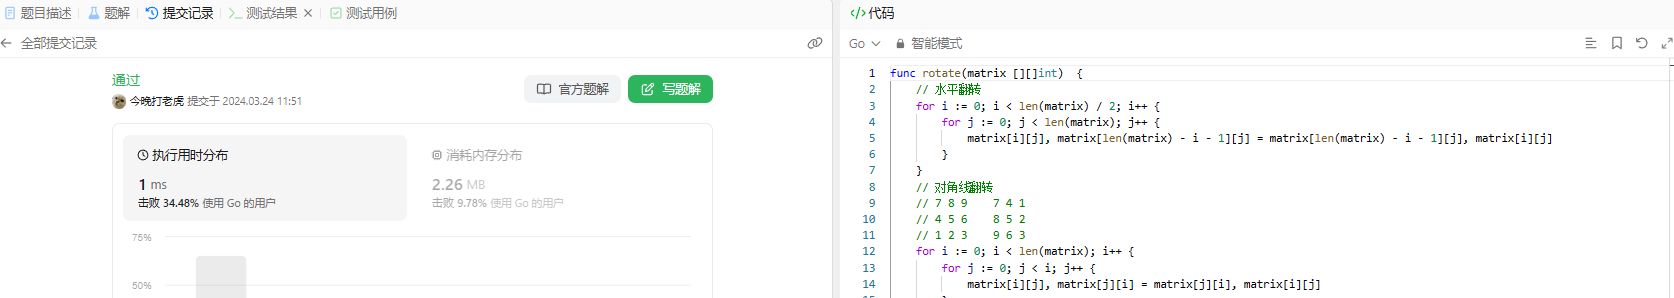 题目描述 题解 提交记录 测试结果 测试用例
全部提交记录
通过
今晚打老虎 提交于 2024.03.24 11:51
官方题解
写题解
执行用时分布
1 ms
击败 34.48% 使用 Go 的用户
消耗内存分布
2.26 MB
击败 9.78% 使用 Go 的用户
75%
50%
</>代码
Go 智能模式
1 func rotate(matrix [][]int)  {
2     // 水平翻转
3     for i := 0; i < len(matrix) / 2; i++ {
4         for j := 0; j < len(matrix); j++ {
5             matrix[i][j], matrix[len(matrix) - i - 1][j] = matrix[len(matrix) - i - 1][j], matrix[i][j]
6         }
7     }
8     // 对角线翻转
9     // 7 8 9    7 4 1
10     // 4 5 6    8 5 2
11     // 1 2 3    9 6 3
12     for i := 0; i < len(matrix); i++ {
13         for j := 0; j < i; j++ {
14             matrix[i][j], matrix[j][i] = matrix[j][i], matrix[i][j]